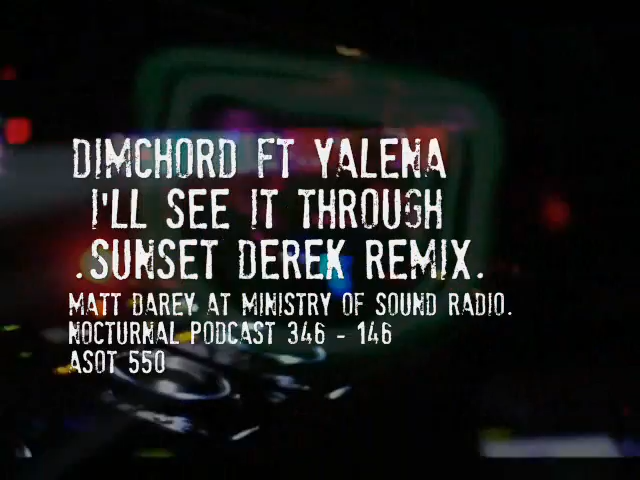 DIMCHORD FT YALENA
I'LL SEE IT THROUGH
.SUNSET DEREK REMIX.
MATT DAREY AT MINISTRY OF SOUND RADIO.
NOCTURNAL PODCAST 346 - 146
ASOT 550